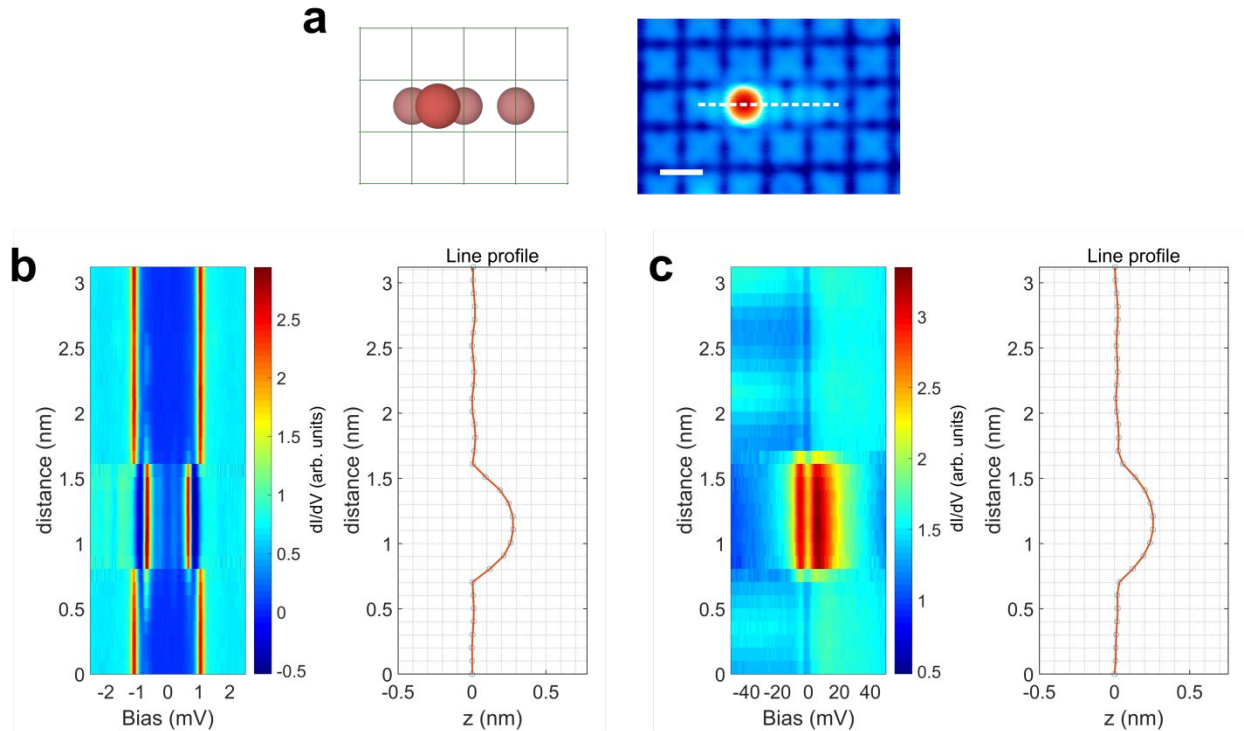 a
b
Line profile
distance (nm)
3
2.5
2
1.5
1
0.5
0
-2 -1 0 1 2
Bias (mV)
2.5
2
1.5
1
0.5
0
-0.5
dI/dV (arb. units)
distance (nm)
3
2.5
2
1.5
1
0.5
0
-0.5 0 0.5
z (nm)
c
Line profile
distance (nm)
3
2.5
2
1.5
1
0.5
0
-40 -20 0 20 40
Bias (mV)
3
2.5
2
1.5
1
0.5
dI/dV (arb. units)
distance (nm)
3
2.5
2
1.5
1
0.5
0
-0.5 0 0.5
z (nm)